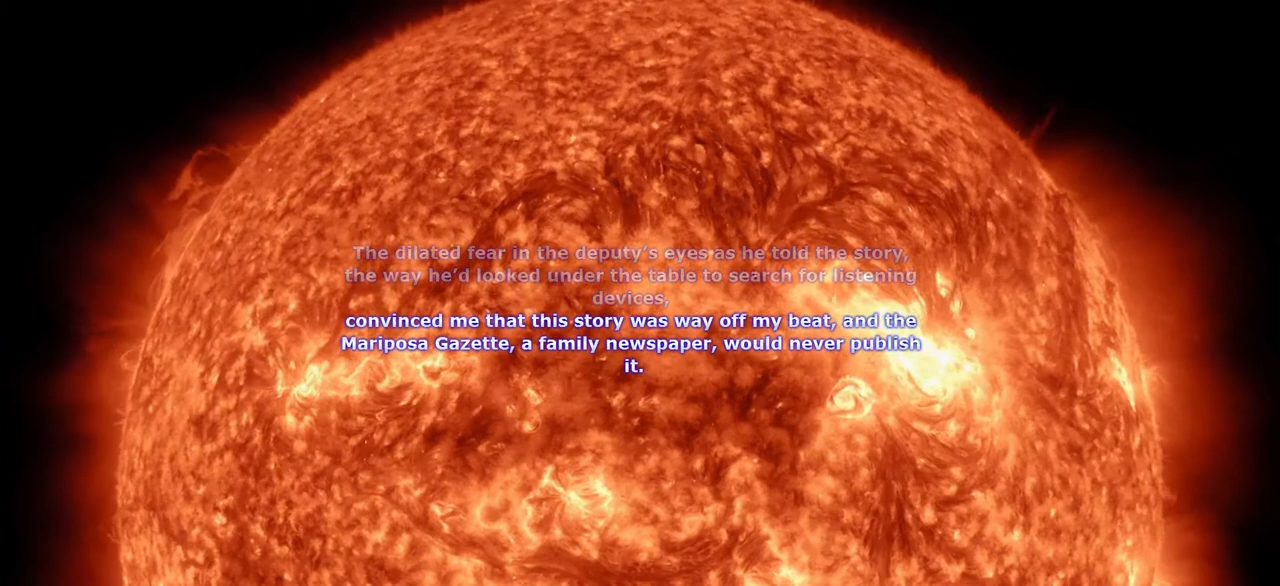 The dilated fear in the deputy’s eyes as he told the story,
the way he’d looked under the table to search for listening
devices,
convinced me that this story was way off my beat, and the
Mariposa Gazette, a family newspaper, would never publish
it.